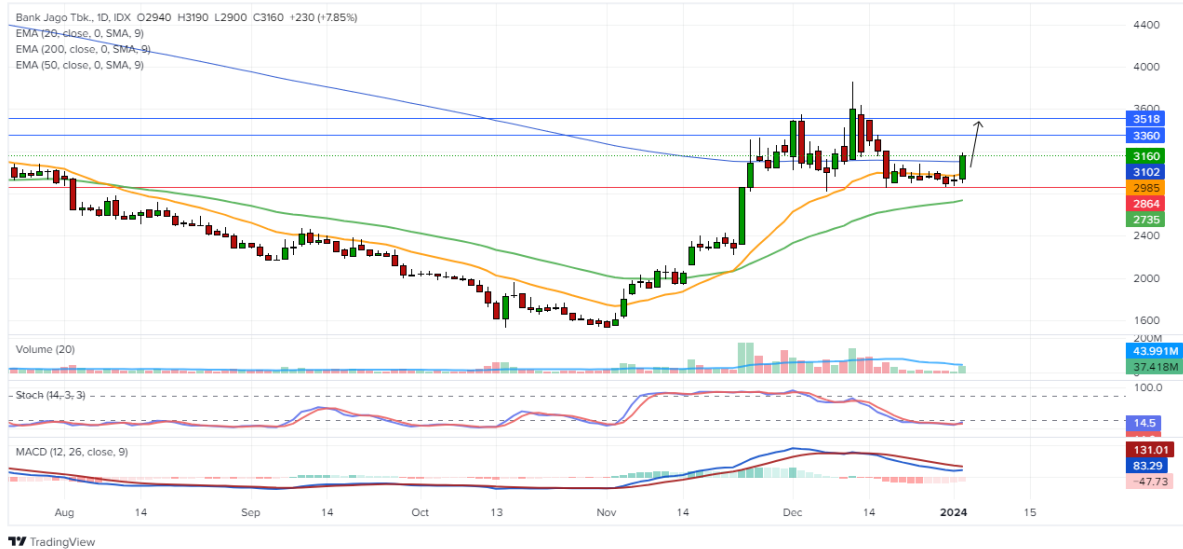 Bank Jago Tbk., 1D, IDX O2940 H3190 L2900 C3160 +230 (+7.85%)
EMA (20, close, 0, SMA, 9)
EMA (200, close, 0, SMA, 9)
EMA (50, close, 0, SMA, 9)
4400
4000
3600
3518
3360
3160
3102
2985
2864
2735
2400
2000
1600
Volume (20)
200M
43.991M
37.418M
Stoch (14, 3, 3)
100.0
14.5
MACD (12, 26, close, 9)
131.01
83.29
−47.73
Aug 14 Sep 14 Oct 13 Nov 14 Dec 14 2024 15
TradingView